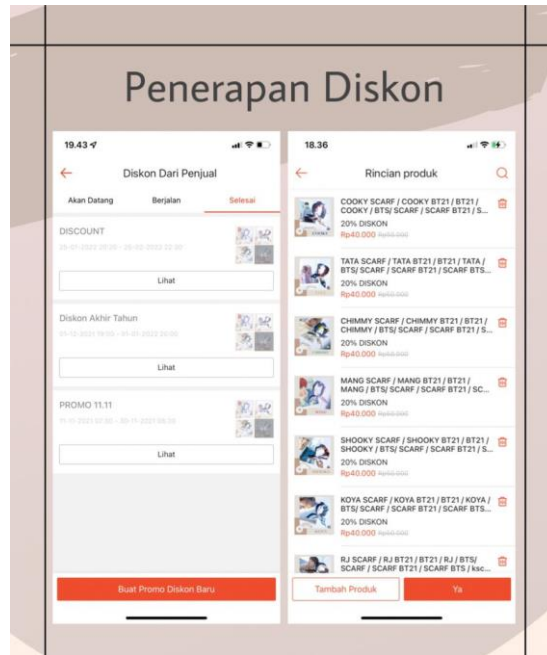 Penerapan Diskon
19.43
Diskon Dari Penjual
Akan Datang
Berjalan
Selesai
DISCOUNT
Lihat
Diskon Akhir Tahun
Lihat
PROMO 11.11
Lihat
Buat Promo Diskon Baru
18.36
Rincian produk
COOKY SCARF / COOKY BT21 / BT21 /
COOKY / BTS/ SCARF / SCARF BT21 / S...
20% DISKON
Rp40.000
TATA SCARF / TATA BT21 / BT21 / TATA /
BTS/ SCARF / SCARF BT21 / SCARF BTS...
20% DISKON
Rp40.000
CHIMMY SCARF / CHIMMY BT21 / BT21 /
CHIMMY / BTS/ SCARF / SCARF BT21 / S...
20% DISKON
Rp40.000
MANG SCARF / MANG BT21 / BT21 /
MANG / BTS/ SCARF / SCARF BT21 / SC...
20% DISKON
Rp40.000
SHOOKY SCARF / SHOOKY BT21 / BT21 /
SHOOKY / BTS/ SCARF / SCARF BT21 / S...
20% DISKON
Rp40.000
KOYA SCARF / KOYA BT21 / BT21 / KOYA /
BTS/ SCARF / SCARF BT21 / SCARF BTS...
20% DISKON
Rp40.000
RJ SCARF / RJ BT21 / BT21 / RJ / BTS/
SCARF / SCARF BT21 / SCARF BTS / ksc...
Tambah Produk
Ya